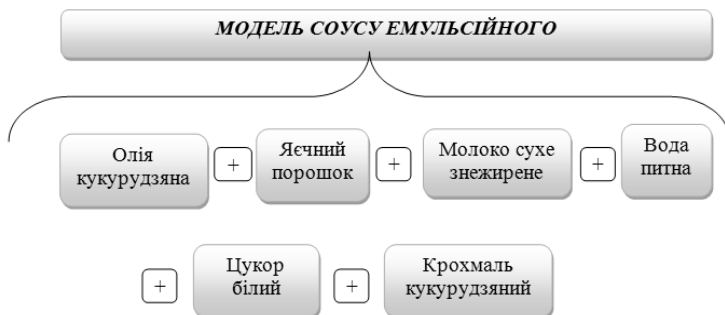 МОДЕЛЬ СОУСУ ЕМУЛЬСІЙНОГО
Олія
кукурудзяна
+
Яєчний
порошок
+
Молоко сухе
знежирене
+
Вода
питна
+
Цукор
білий
+
Крохмаль
кукурудзяний